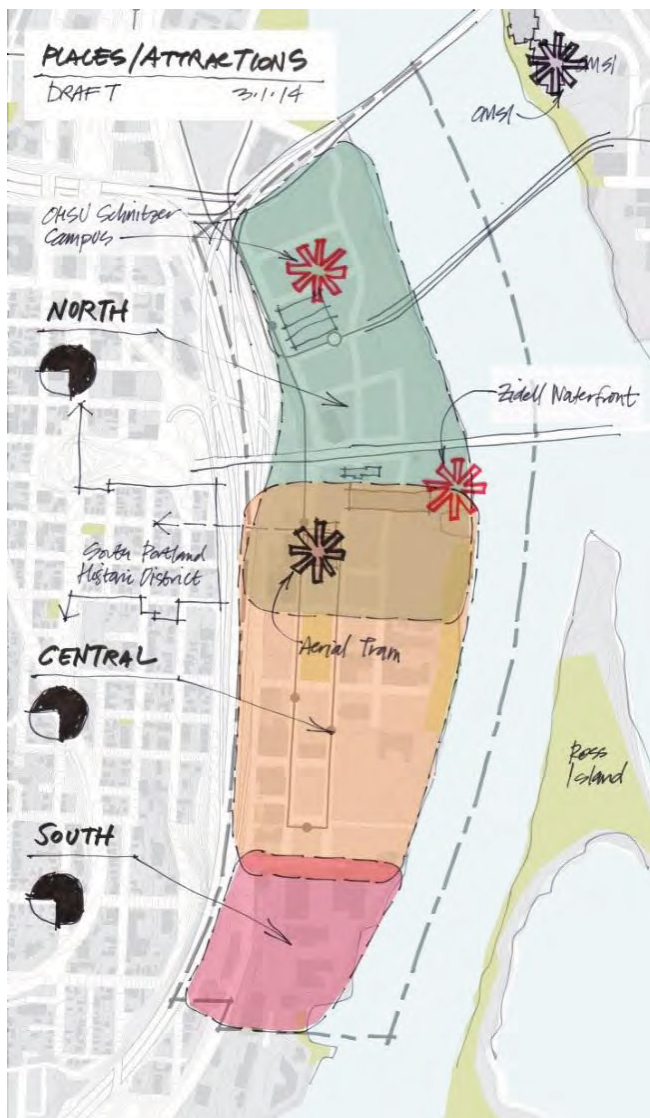 PLACES/ATTRACTIONS
DRAFT 3.1.14
OMSI
OMSI
OHSU Schnitzer
Campus
NORTH
Zidell Waterfront
South Portland
Historic District
Aerial Tram
CENTRAL
Ross
Island
SOUTH